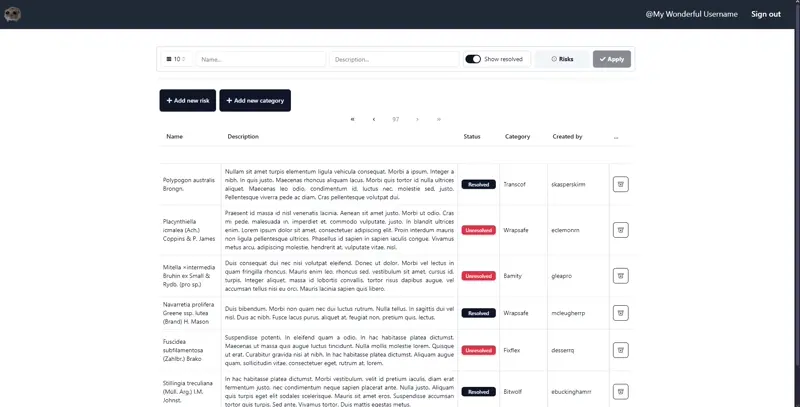 @My Wonderful Username Sign out
10 Name... Description... Show resolved Risks Apply
+ Add new risk + Add new category
« ‹ 97 › »
Name Description Status Category Created by ...
Polypogon australis
Brongn.
Nullam sit amet turpis elementum ligula vehicula consequat. Morbi a ipsum. Integer a
nibh. In quis justo. Maecenas rhoncus aliquam lacus. Morbi quis tortor id nulla ultrices
aliquet. Maecenas leo odio, condimentum id, luctus nec, molestie sed, justo.
Pellentesque viverra pede ac diam. Cras pellentesque volutpat dui.
Resolved Transcof skasperskirm
Placynthiella
icmalea (Ach.)
Coppins & P. James
Praesent id massa id nisl venenatis lacinia. Aenean sit amet justo. Morbi ut odio. Cras
mi pede, malesuada in, imperdiet et, commodo vulputate, justo. In blandit ultrices
enim. Lorem ipsum dolor sit amet, consectetuer adipiscing elit. Proin interdum mauris
non ligula pellentesque ultrices. Phasellus id sapien in sapien iaculis congue. Vivamus
metus arcu, adipiscing molestie, hendrerit at, vulputate vitae, nisl.
Unresolved Wrapsafe eclemonrn
Mitella ×intermedia
Bruhin ex Small &
Rydb. (pro sp.)
Duis consequat dui nec nisi volutpat eleifend. Donec ut dolor. Morbi vel lectus in
quam fringilla rhoncus. Mauris enim leo, rhoncus sed, vestibulum sit amet, cursus id,
turpis. Integer aliquet, massa id lobortis convallis, tortor risus dapibus augue, vel
accumsan tellus nisi eu orci. Mauris lacinia sapien quis libero.
Unresolved Bamity gleapro
Navarretia prolifera
Greene ssp. lutea
(Brand) H. Mason
Duis bibendum. Morbi non quam nec dui luctus rutrum. Nulla tellus. In sagittis dui vel
nisl. Duis ac nibh. Fusce lacus purus, aliquet at, feugiat non, pretium quis, lectus.
Resolved Wrapsafe mcleugherrp
Fuscidea
subfilamentosa
(Zahlbr.) Brako
Suspendisse potenti. In eleifend quam a odio. In hac habitasse platea dictumst.
Maecenas ut massa quis augue luctus tincidunt. Nulla mollis molestie lorem. Quisque
ut erat. Curabitur gravida nisi at nibh. In hac habitasse platea dictumst. Aliquam augue
quam, sollicitudin vitae, consectetuer eget, rutrum at, lorem.
Unresolved Fixflex desserrq
Stillingia treculiana
(Müll. Arg.) I.M.
Johnst.
In hac habitasse platea dictumst. Morbi vestibulum, velit id pretium iaculis, diam erat
fermentum justo, nec condimentum neque sapien placerat ante. Nulla justo. Aliquam
quis turpis eget elit sodales scelerisque. Mauris sit amet eros. Suspendisse accumsan
tortor quis turpis. Sed ante. Vivamus tortor. Duis mattis egestas metus.
Resolved Bitwolf ebuckinghamrr